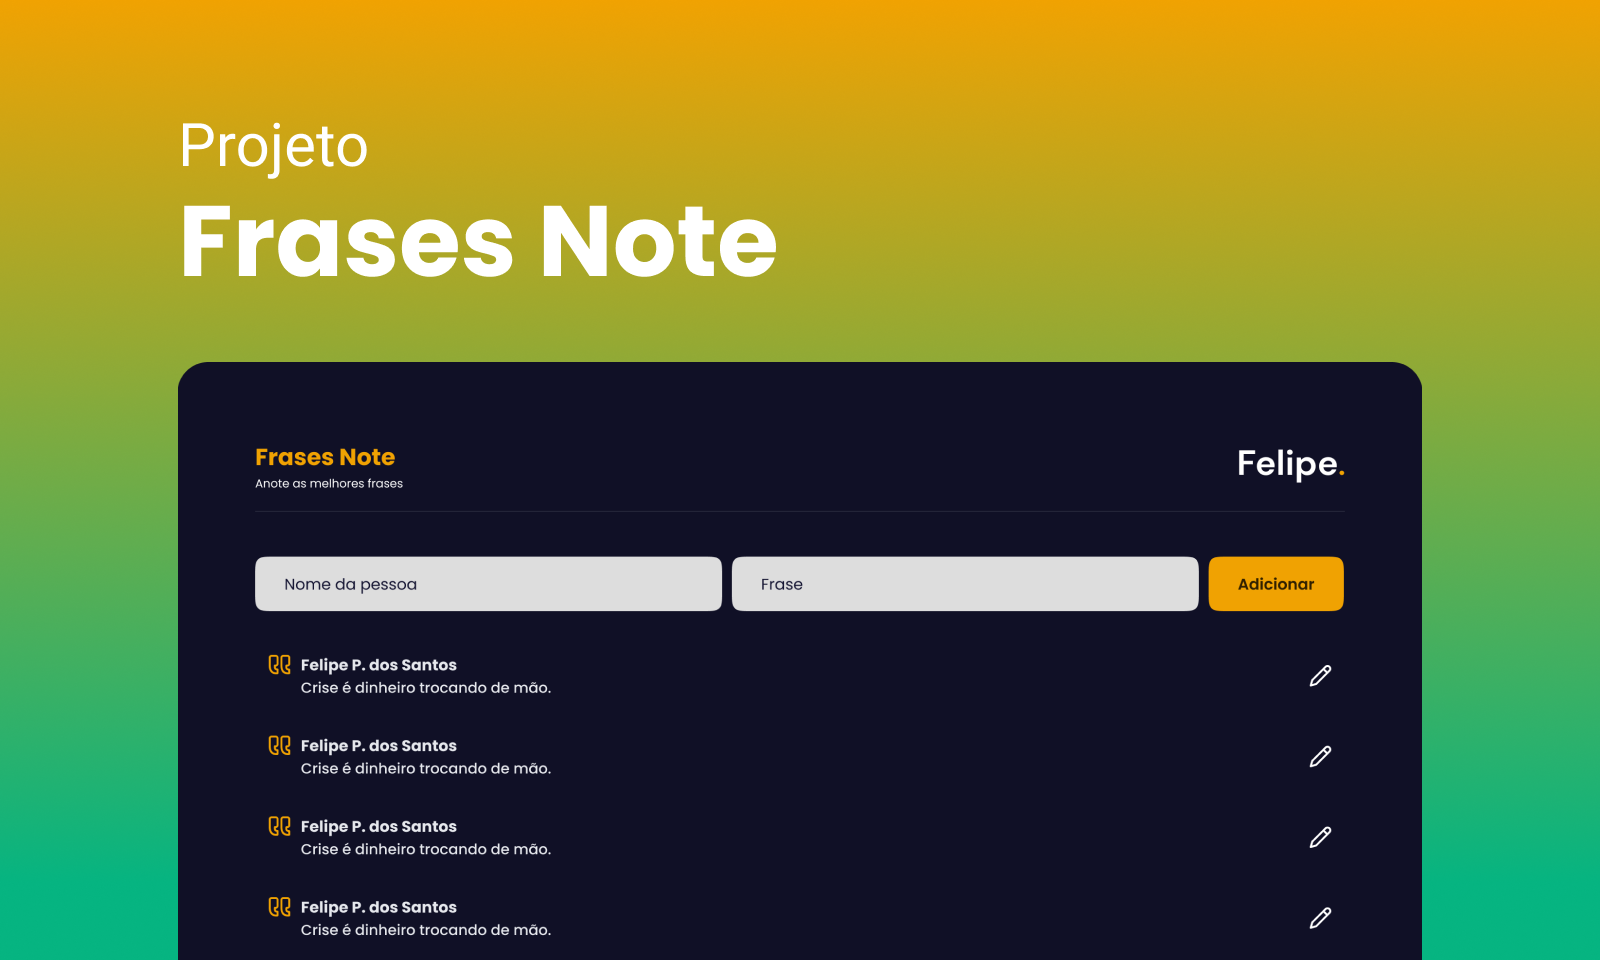 Projeto
Frases Note
Frases Note
Felipe.
Anote as melhores frases
Nome da pessoa
Frase
Adicionar
Felipe P. dos Santos
Crise é dinheiro trocando de mão.
Felipe P. dos Santos
Crise é dinheiro trocando de mão.
Felipe P. dos Santos
Crise é dinheiro trocando de mão.
Felipe P. dos Santos
Crise é dinheiro trocando de mão.